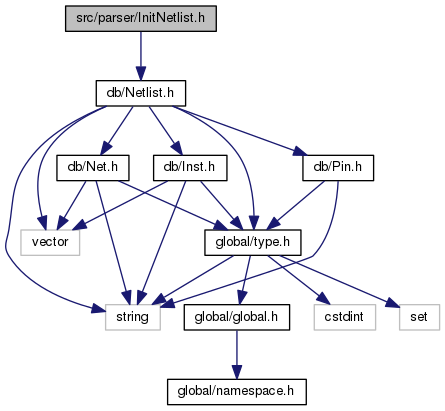 src/parser/InitNetlist.h
db/Netlist.h
db/Net.h
db/Inst.h
db/Pin.h
vector
global/type.h
string
global/global.h
cstdint
set
global/namespace.h